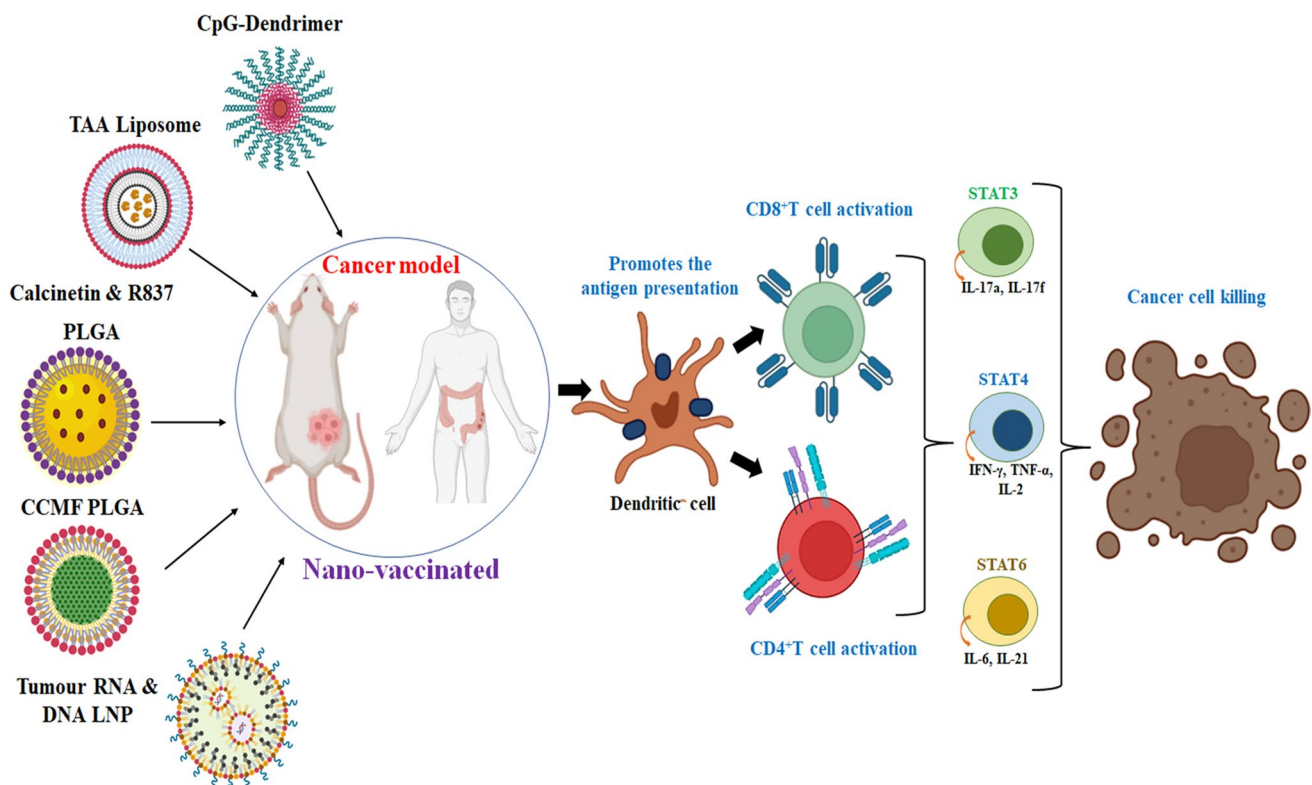 CpG-Dendrimer
TAA Liposome
Calcinetin & R837
PLGA
CCMF PLGA
Tumour RNA &
DNA LNP
Cancer model
Nano-vaccinated
Promotes the
antigen presentation
Dendritic cell
CD8⁺T cell activation
CD4⁺T cell activation
STAT3
IL-17a, IL-17f
STAT4
IFN-γ, TNF-α,
IL-2
STAT6
IL-6, IL-21
Cancer cell killing